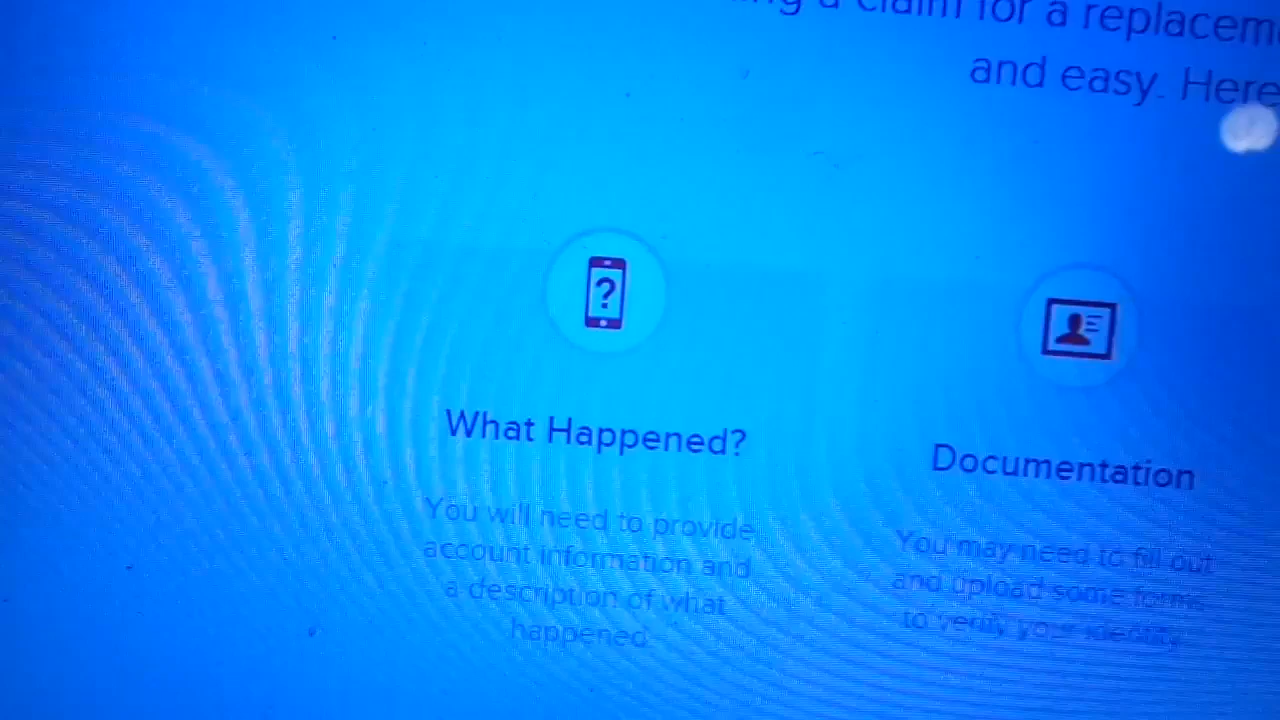 a claim for a replacem
and easy. Here
?
What Happened?
You will need to provide
account information and
a description of what
happened.
Documentation
You may need to fill out
and upload some forms
to verify your identity.